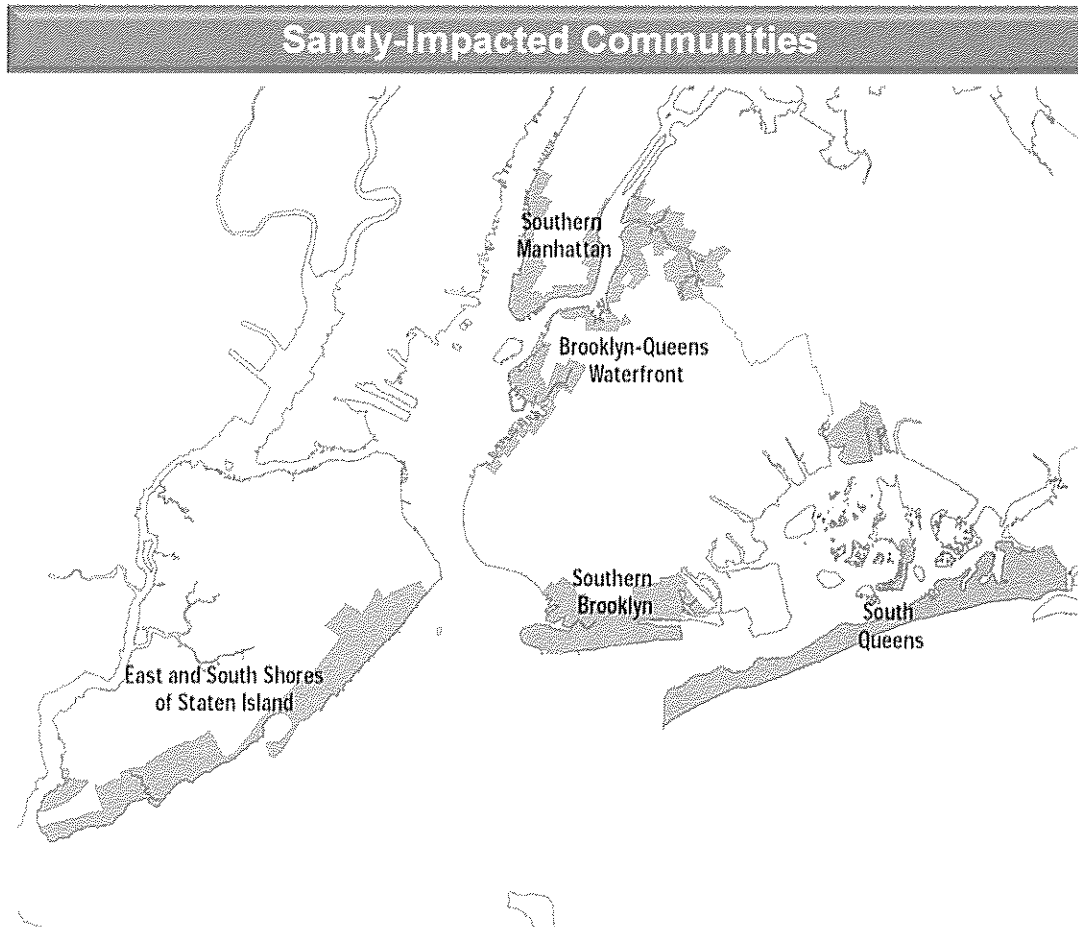 Sandy-Impacted Communities
Southern
Manhattan
Brooklyn-Queens
Waterfront
Southern
Brooklyn
South
Queens
East and South Shores
of Staten Island